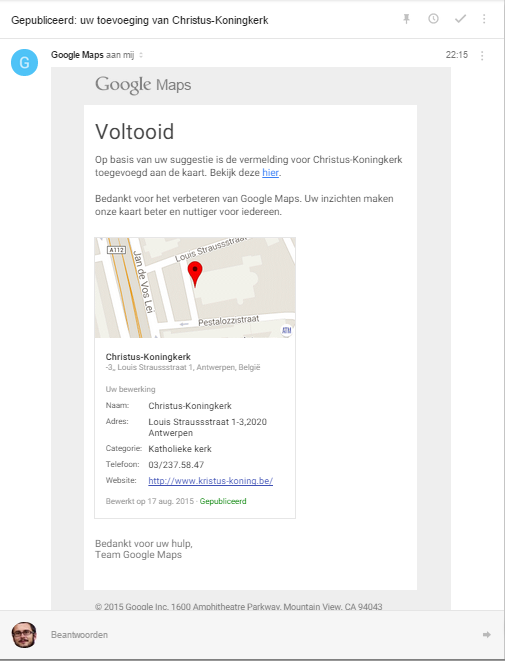 Gepubliceerd: uw toevoeging van Christus-Koningkerk
G
Google Maps aan mij
22:15
Google Maps
Voltooid
Op basis van uw suggestie is de vermelding voor Christus-Koningkerk
toegevoegd aan de kaart. Bekijk deze hier.
Bedankt voor het verbeteren van Google Maps. Uw inzichten maken
onze kaart beter en nuttiger voor iedereen.
A112
Louis Straussstraat
Jan de Vos Lei
Pestalozzistraat
ATM
Christus-Koningkerk
-3,, Louis Straussstraat 1, Antwerpen, België
Uw bewerking
Naam: Christus-Koningkerk
Adres: Louis Straussstraat 1-3,2020
Antwerpen
Categorie: Katholieke kerk
Telefoon: 03/237.58.47
Website: http://www.kristus-koning.be/
Bewerkt op 17 aug. 2015 · Gepubliceerd
Bedankt voor uw hulp,
Team Google Maps
© 2015 Google Inc. 1600 Amphitheatre Parkway, Mountain View, CA 94043
Beantwoorden